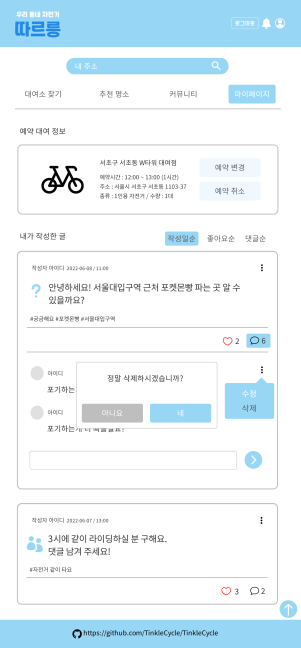 우리 동네 자전거
따르릉
로그아웃
내 주소
대여소 찾기 추천 명소 커뮤니티 마이페이지
예약 대여 정보
서초구 서초동 W타워 대여점
예약시간 : 12:00 ~ 13:00 (1시간)
주소 : 서울시 서초구 서초동 1103-37
종류 : 1인용 자전거 / 수량 : 1대
예약 변경
예약 취소
내가 작성한 글
작성일순 좋아요순 댓글순
작성자 아이디 2022-06-08 / 11:00
안녕하세요! 서울대입구역 근처 포켓몬빵 파는 곳 알 수
있을까요?
#궁금해요 #포켓몬빵 #서울대입구역
2 6
아이디
포기하는
정말 삭제하시겠습니까?
아니요 네
수정
삭제
아이디
작성자 아이디 2022-06-07 / 13:00
3시에 같이 라이딩하실 분 구해요.
댓글 남겨 주세요!
#자전거 같이 타요
3 2
https://github.com/TinkleCycle/TinkleCycle